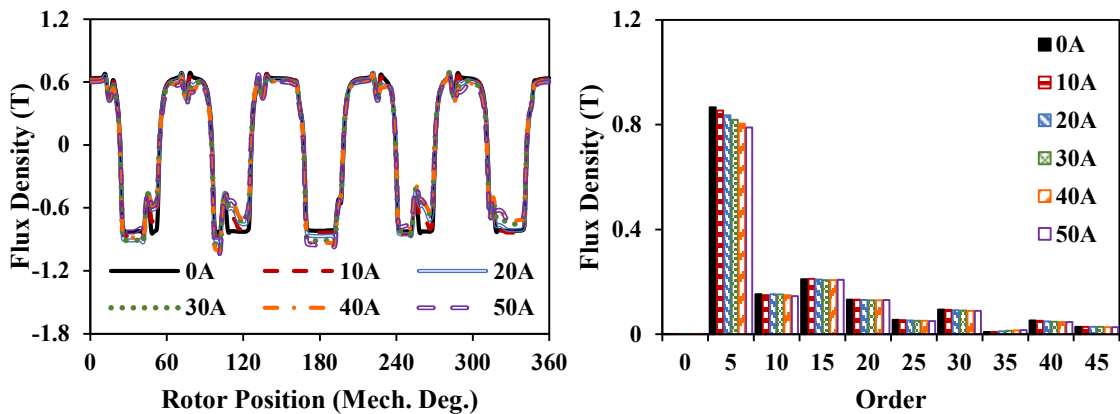 Flux Density (T)
1.2
0.6
0
-0.6
-1.2
-1.8
0A
10A
20A
30A
40A
50A
0 60 120 180 240 300 360
Rotor Position (Mech. Deg.)
Flux Density (T)
1.2
0.8
0.4
0
0A
10A
20A
30A
40A
50A
0 5 10 15 20 25 30 35 40 45
Order